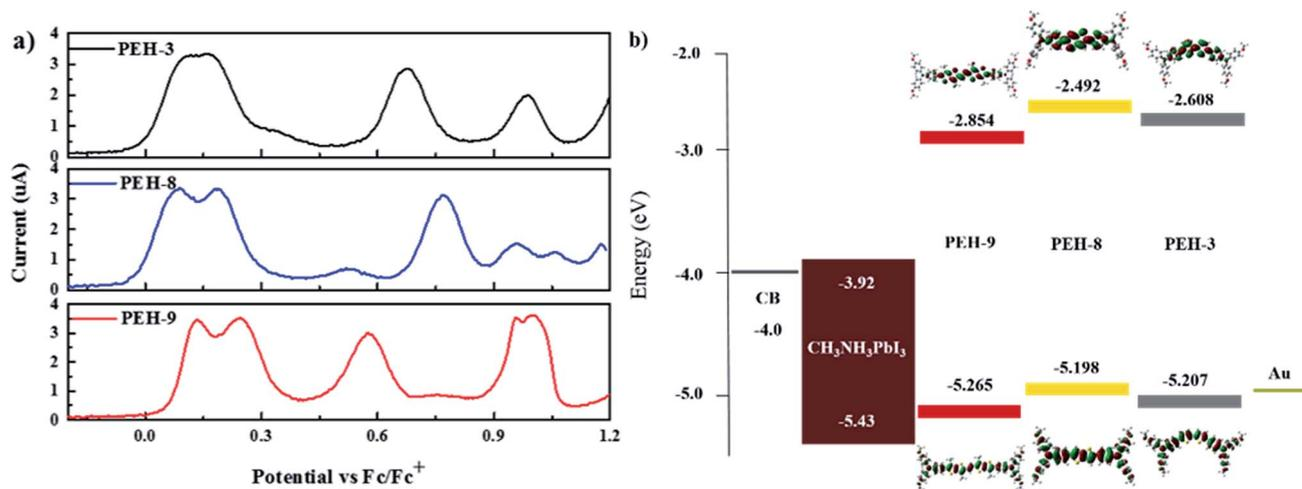 a)
PEH-3
4
3
2
1
0
PEH-8
4
3
2
1
0
PEH-9
4
3
2
1
0
Current (uA)
0.0 0.3 0.6 0.9 1.2
Potential vs Fc/Fc⁺
b)
-2.0
-3.0
-4.0
-5.0
Energy (eV)
-2.854
-2.492
-2.608
PEH-9
PEH-8
PEH-3
CB
-4.0
-3.92
CH₃NH₃PbI₃
-5.43
-5.265
-5.198
-5.207
Au